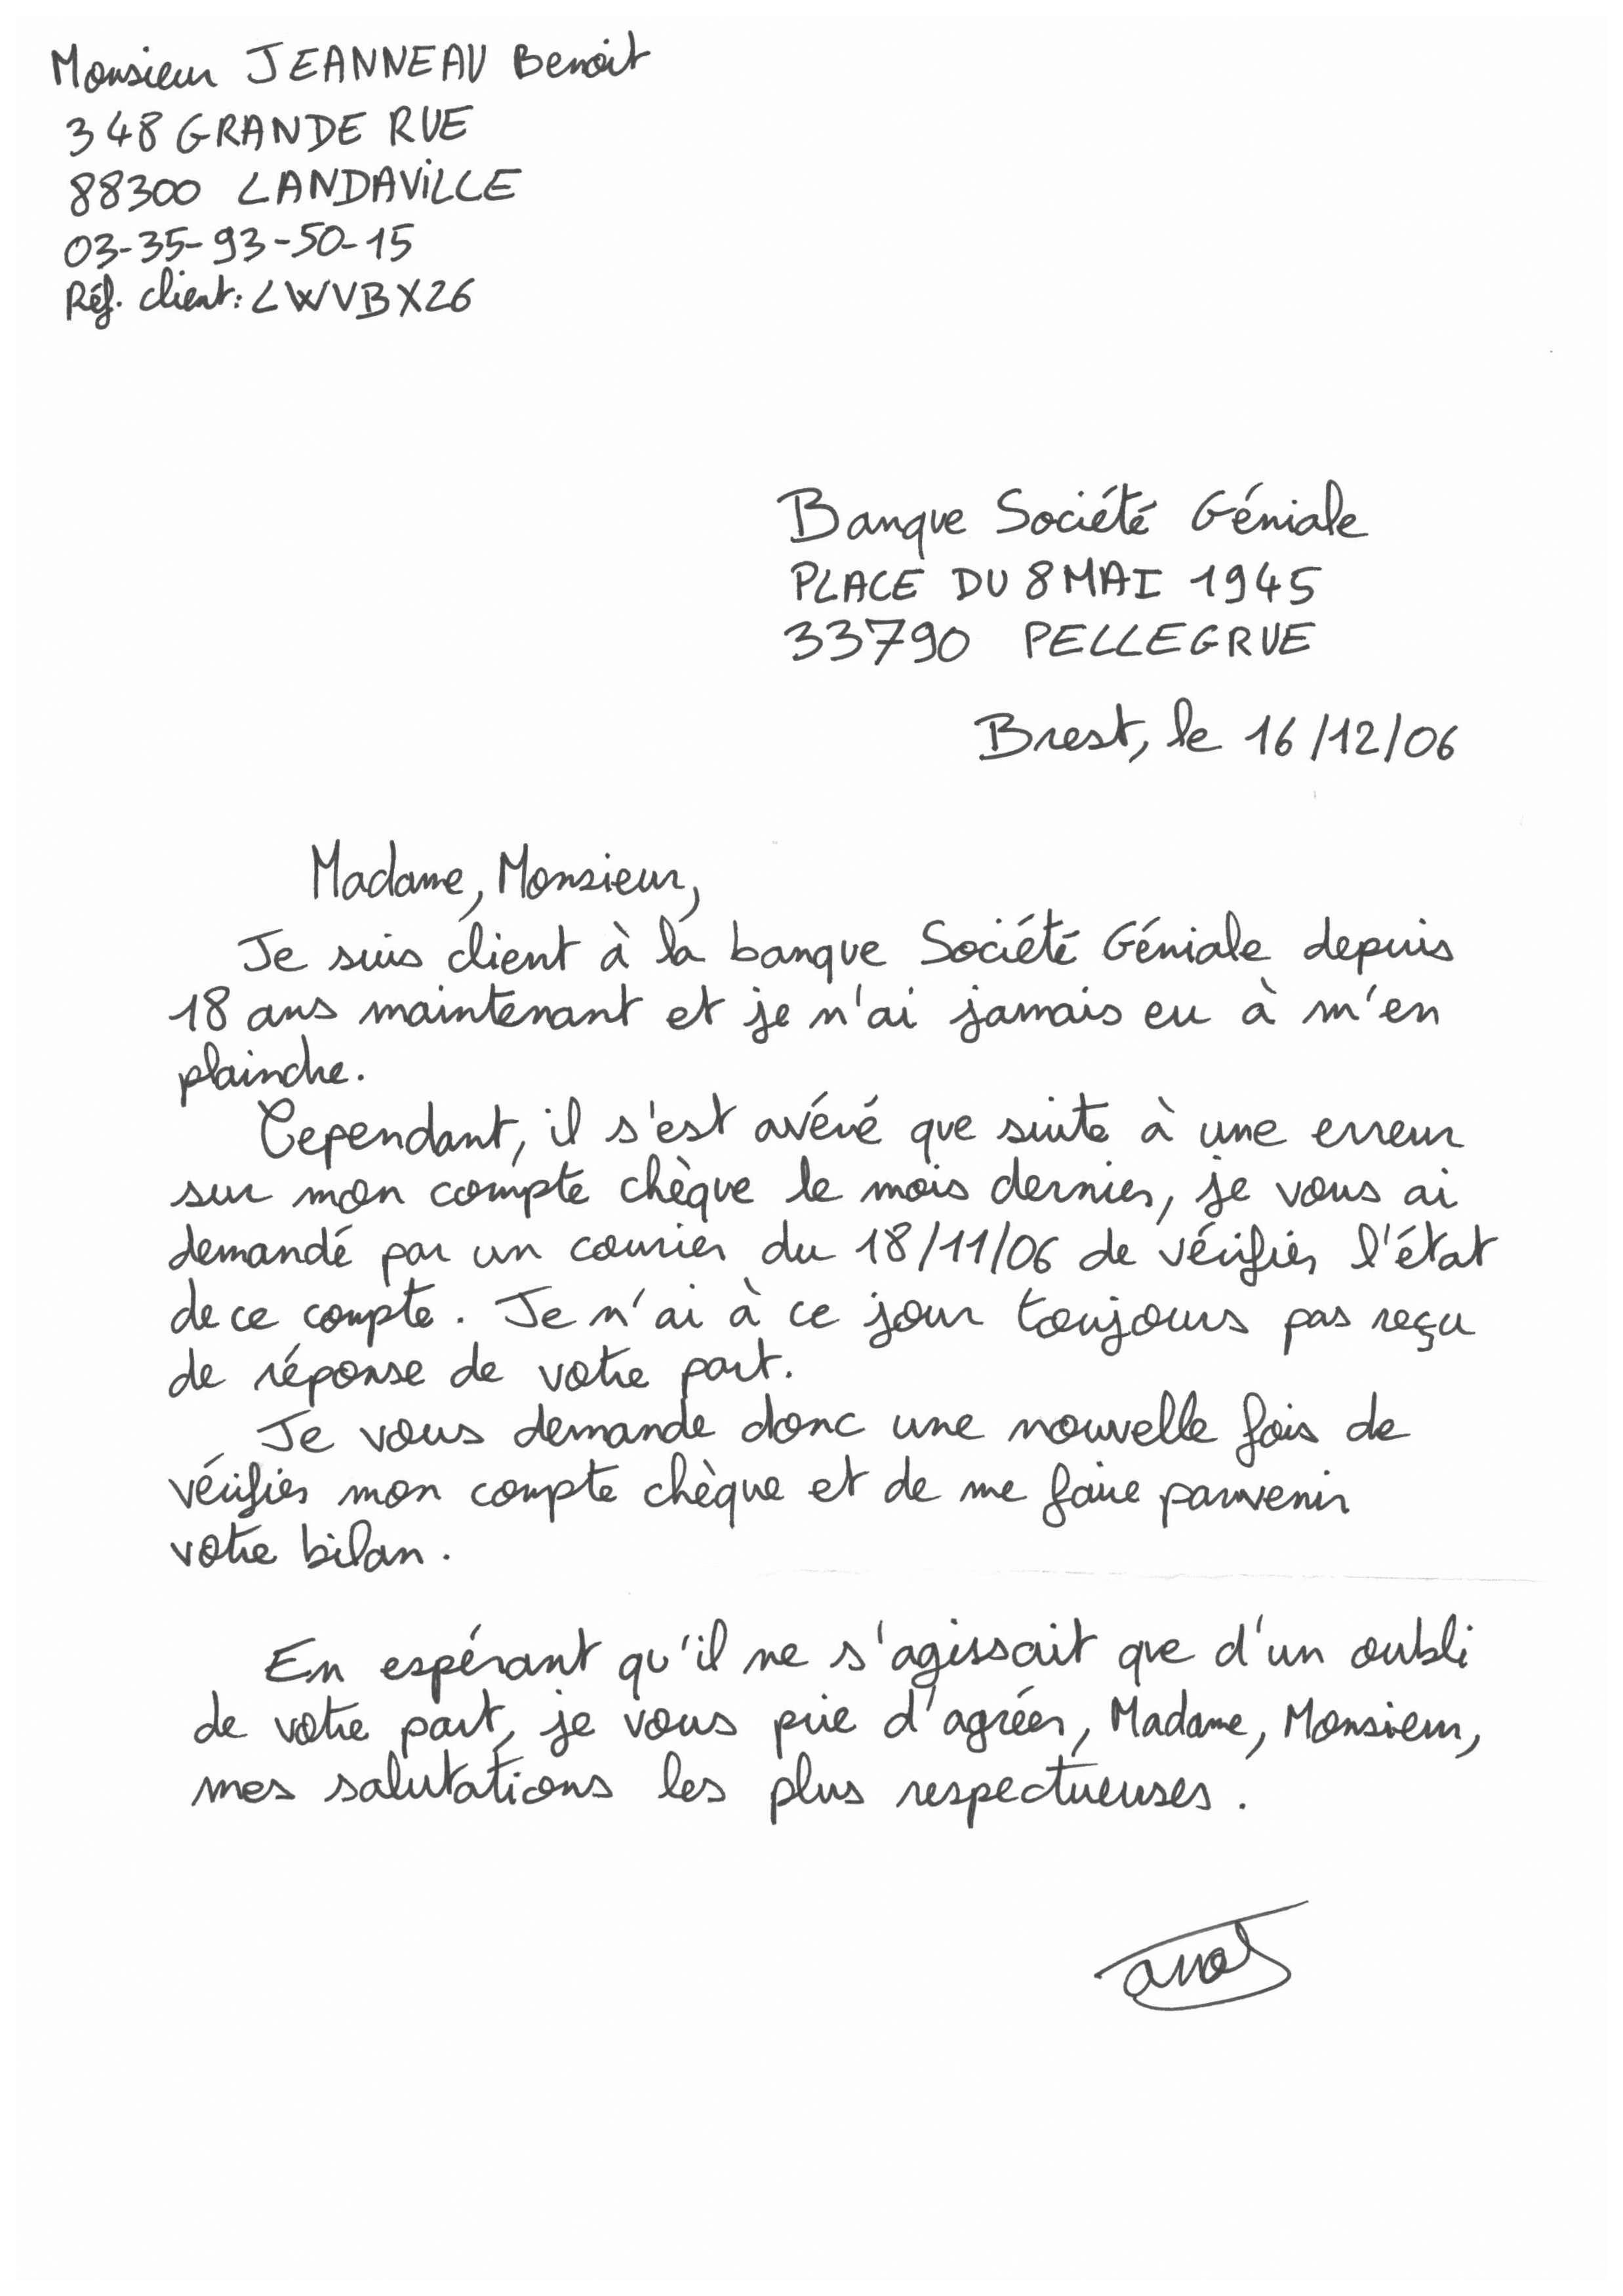 Monsieur JEANNEAU Benoit
348 GRANDE RUE
88300 LANDAVILLE
03-35-93-50-15
Réf. client: LWVBX26
Banque Société Géniale
PLACE DU 8 MAI 1945
33790 PELLEGRUE
Brest, le 16/12/06
Madame, Monsieur,
Je suis client à la banque Société Géniale depuis
18 ans maintenant et je n'ai jamais eu à m'en
plaindre.
Cependant, il s'est avéré que suite à une erreur
sur mon compte chèque le mois dernier, je vous ai
demandé par un courrier du 18/11/06 de vérifier l'état
de ce compte. Je n'ai à ce jour toujours pas reçu
de réponse de votre part.
Je vous demande donc une nouvelle fois de
vérifier mon compte chèque et de me faire parvenir
votre bilan.
En espérant qu'il ne s'agissait que d'un oubli
de votre part, je vous prie d'agréer, Madame, Monsieur,
mes salutations les plus respectueuses.